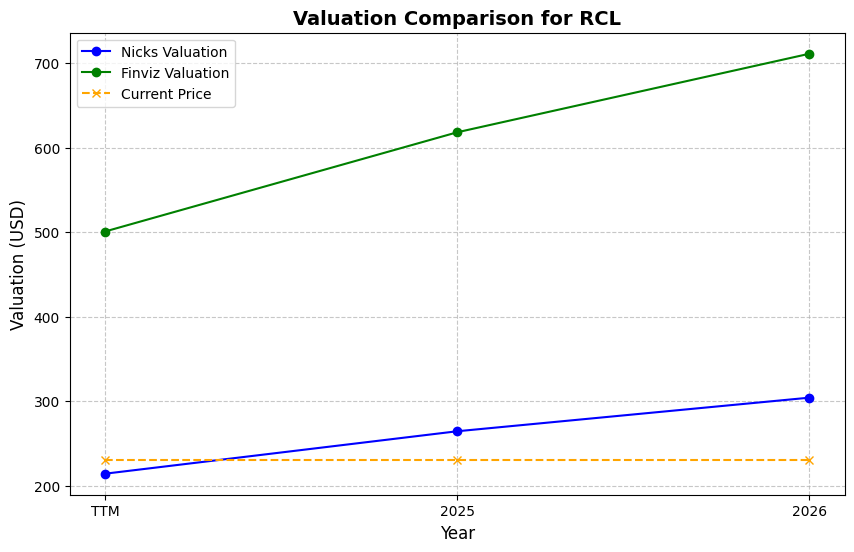 Valuation Comparison for RCL
Nicks Valuation
Finviz Valuation
Current Price
Valuation (USD)
700
600
500
400
300
200
TTM
2025
2026
Year